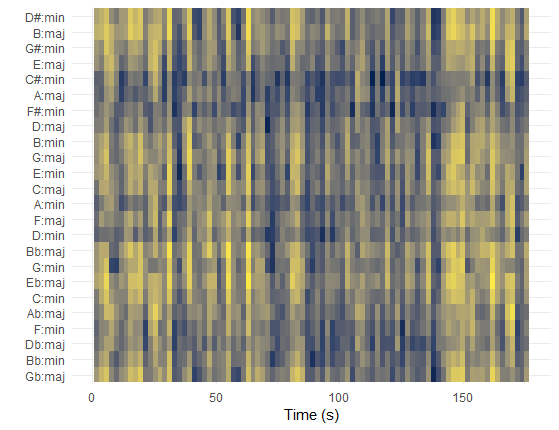 D#:min
B:maj
G#:min
E:maj
C#:min
A:maj
F#:min
D:maj
B:min
G:maj
E:min
C:maj
A:min
F:maj
D:min
Bb:maj
G:min
Eb:maj
C:min
Ab:maj
F:min
Db:maj
Bb:min
Gb:maj
0 50 100 150
Time (s)